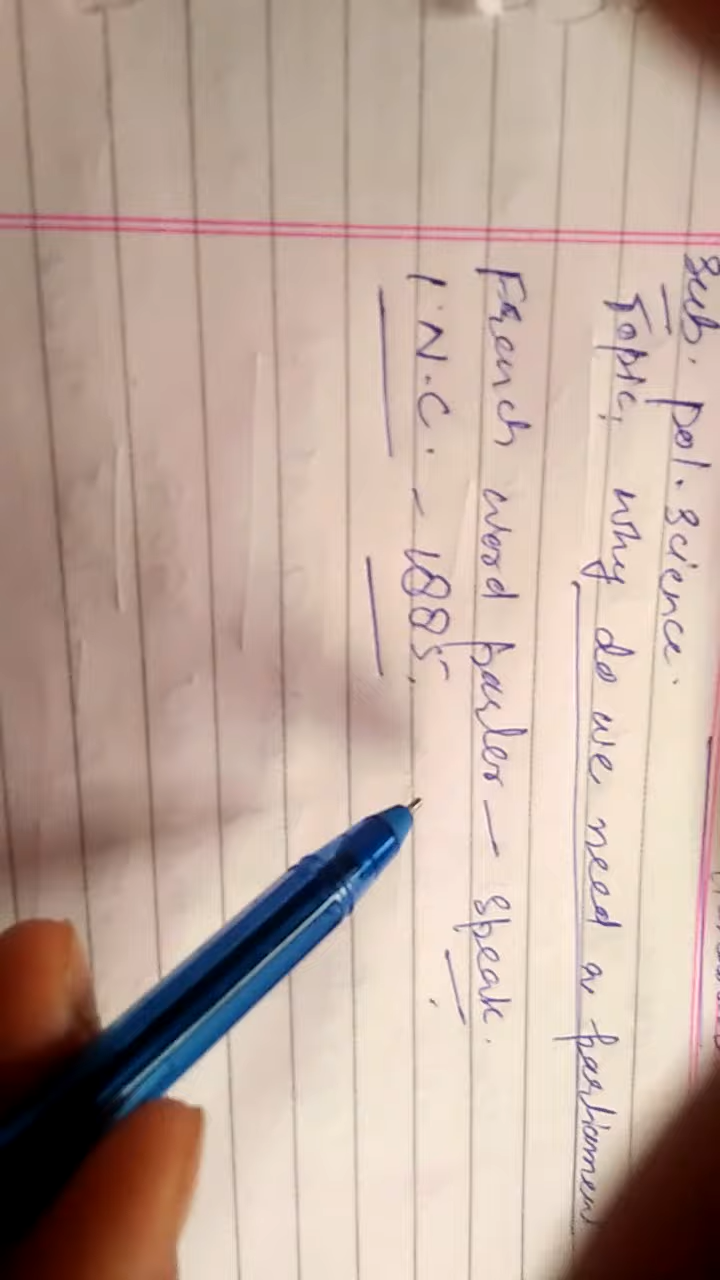 Sub. Pol. Science.
Topic, Why do we need a parliament
French word parler — speak.
I.N.C. - 1885.